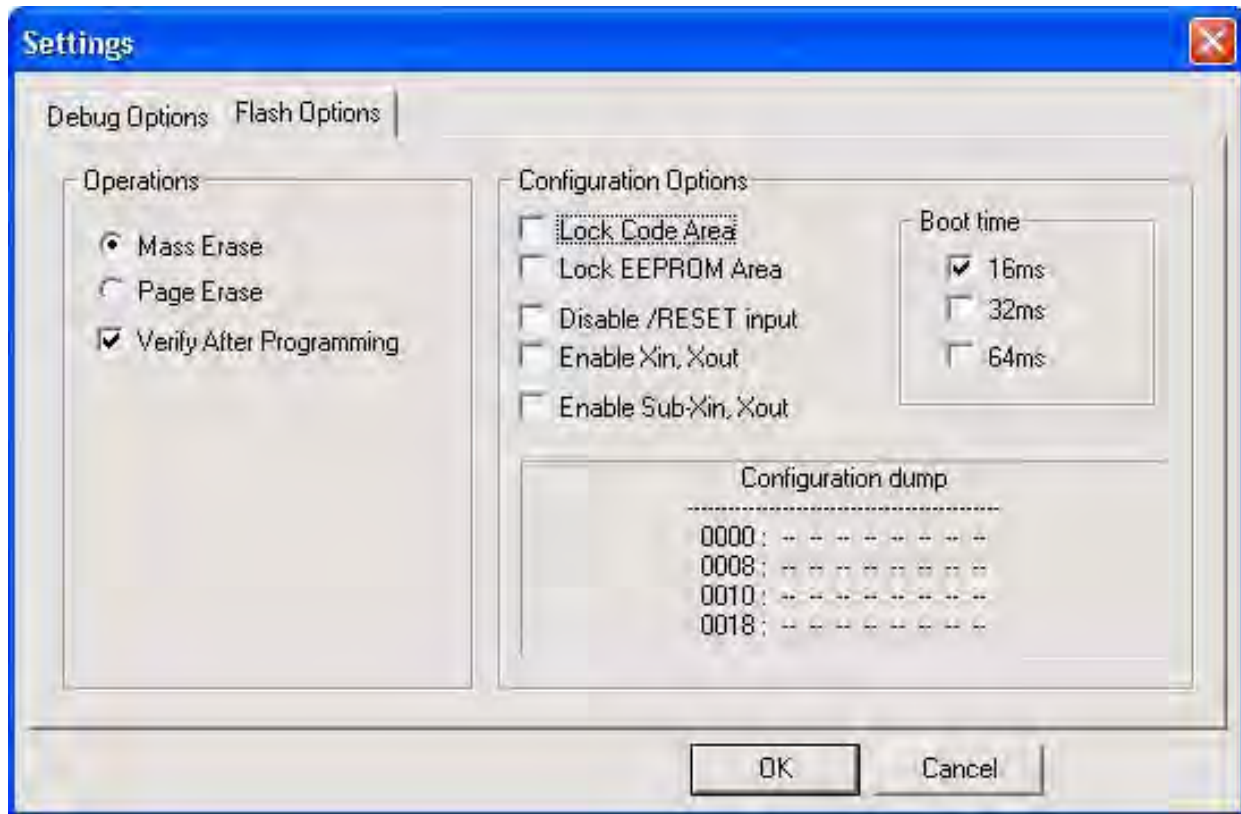 Settings
Debug Options Flash Options
Operations
Mass Erase
Page Erase
Verify After Programming
Configuration Options
Lock Code Area
Lock EEPROM Area
Disable /RESET input
Enable Xin, Xout
Enable Sub-Xin, Xout
Boot time
16ms
32ms
64ms
Configuration dump
----------------------------------------
0000 : -- -- -- -- -- -- -- --
0008 : -- -- -- -- -- -- -- --
0010 : -- -- -- -- -- -- -- --
0018 : -- -- -- -- -- -- -- --
OK Cancel